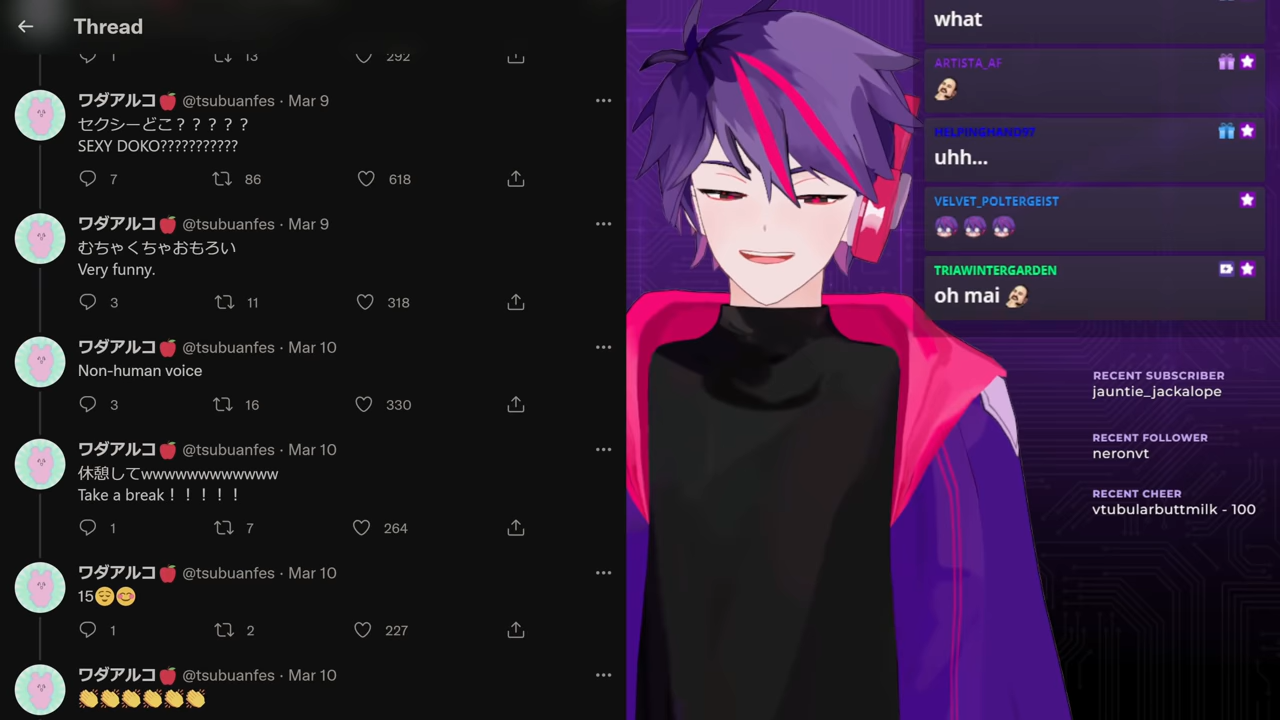 Thread
1 13 292
ワダアルコ🍎 @tsubuanfes · Mar 9
セクシーどこ？？？？？
SEXY DOKO???????????
7 86 618
ワダアルコ🍎 @tsubuanfes · Mar 9
むちゃくちゃおもろい
Very funny.
3 11 318
ワダアルコ🍎 @tsubuanfes · Mar 10
Non-human voice
3 16 330
ワダアルコ🍎 @tsubuanfes · Mar 10
休憩してwwwwwwwwwwwww
Take a break！！！！！
1 7 264
ワダアルコ🍎 @tsubuanfes · Mar 10
15😌😊
1 2 227
ワダアルコ🍎 @tsubuanfes · Mar 10
👏👏👏👏👏👏
what
ARTISTA_AF
HELPINGHAND97
uhh...
VELVET_POLTERGEIST
TRIAWINTERGARDEN
oh mai
RECENT SUBSCRIBER
jauntie_jackalope
RECENT FOLLOWER
neronvt
RECENT CHEER
vtubularbuttmilk - 100